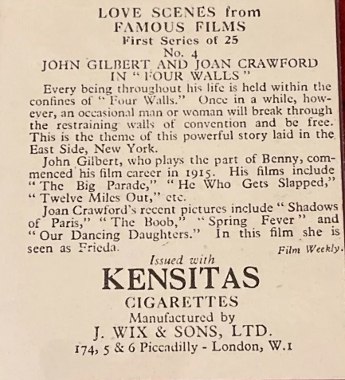 LOVE SCENES from
FAMOUS FILMS
First Series of 25
No. 4
JOHN GILBERT AND JOAN CRAWFORD
IN "FOUR WALLS"
Every being throughout his life is held within the
confines of "Four Walls." Once in a while, how-
ever, an occasional man or woman will break through
the restraining walls of convention and be free.
This is the theme of this powerful story laid in the
East Side, New York.
John Gilbert, who plays the part of Benny, com-
menced his film career in 1915. His films include
"The Big Parade," "He Who Gets Slapped,"
"Twelve Miles Out," etc.
Joan Crawford's recent pictures include "Shadows
of Paris," "The Boob," "Spring Fever" and
"Our Dancing Daughters." In this film she is
seen as Frieda. Film Weekly.
Issued with
KENSITAS
CIGARETTES
Manufactured by
J. WIX & SONS, LTD.
174, 5 & 6 Piccadilly - London, W.1